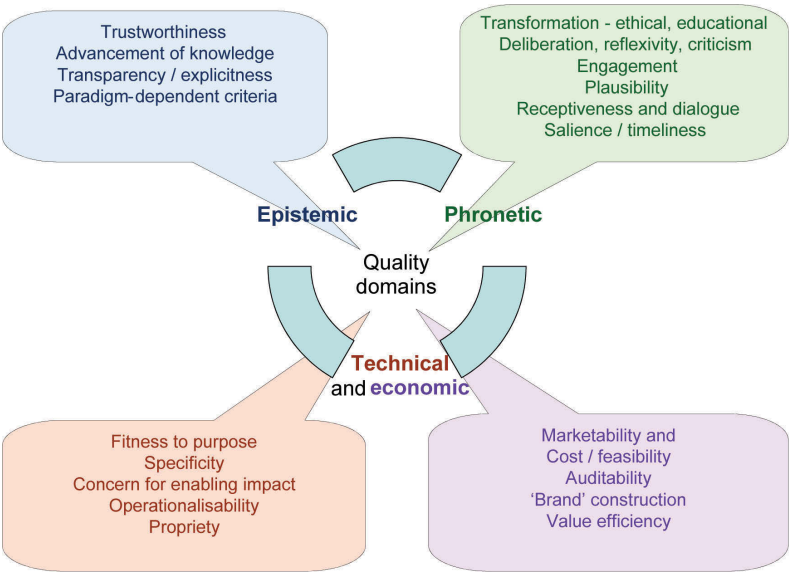 Trustworthiness
Advancement of knowledge
Transparency / explicitness
Paradigm-dependent criteria
Transformation - ethical, educational
Deliberation, reflexivity, criticism
Engagement
Plausibility
Receptiveness and dialogue
Salience / timeliness
Epistemic
Phronetic
Quality
domains
Technical
and economic
Fitness to purpose
Specificity
Concern for enabling impact
Operationalisability
Propriety
Marketability and
Cost / feasibility
Auditability
‘Brand’ construction
Value efficiency